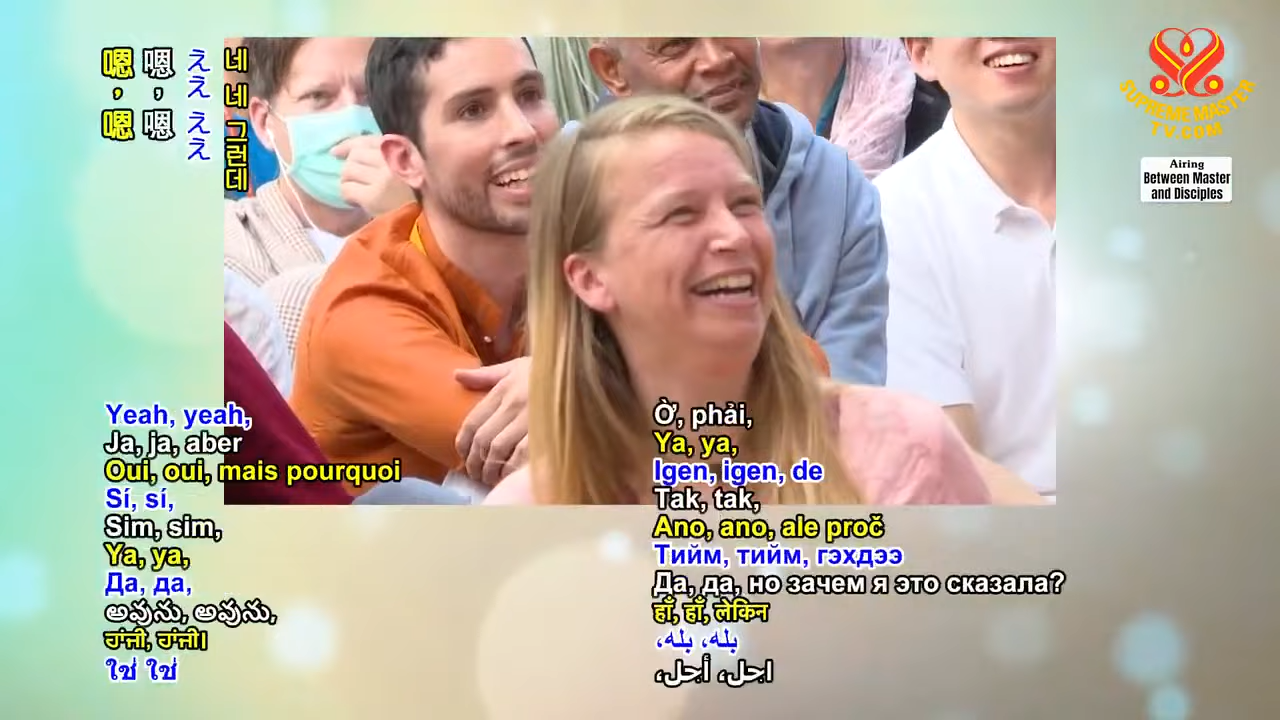 嗯，嗯
嗯，嗯
ええ ええ
네 네 그런데
SUPREME MASTER
TV.COM
Airing
Between Master
and Disciples
Yeah, yeah,
Ja, ja, aber
Oui, oui, mais pourquoi
Sí, sí,
Sim, sim,
Ya, ya,
Да, да,
అవును, అవును,
ਹਾਂਜੀ, ਹਾਂਜੀ।
ใช่ ใช่
Ờ, phải,
Ya, ya,
Igen, igen, de
Tak, tak,
Ano, ano, ale proč
Тийм, тийм, гэхдээ
Да, да, но зачем я это сказала?
हाँ, हाँ, लेकिन
بله، بله،
اجل، أجل،